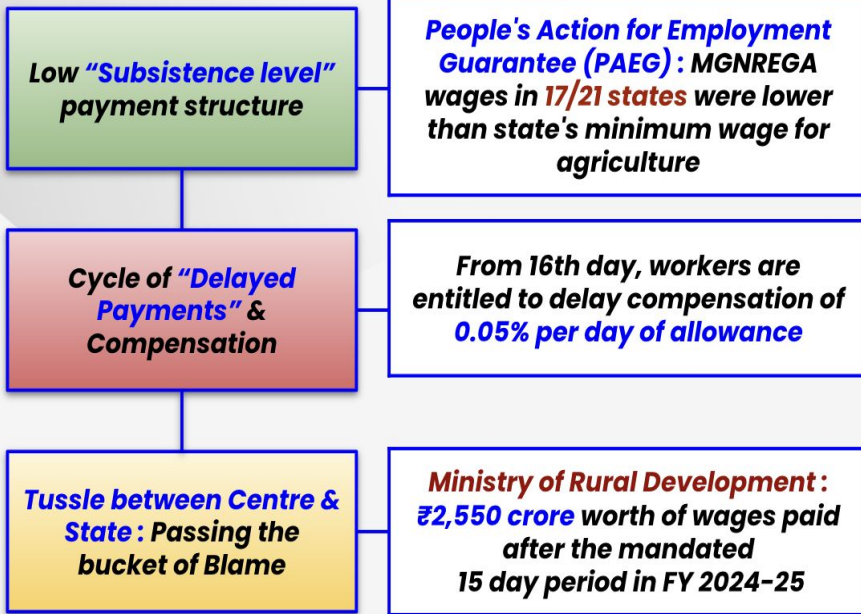 Low “Subsistence level”
payment structure
People's Action for Employment
Guarantee (PAEG) : MGNREGA
wages in 17/21 states were lower
than state's minimum wage for
agriculture
Cycle of “Delayed
Payments” &
Compensation
From 16th day, workers are
entitled to delay compensation of
0.05% per day of allowance
Tussle between Centre &
State : Passing the
bucket of Blame
Ministry of Rural Development :
₹2,550 crore worth of wages paid
after the mandated
15 day period in FY 2024-25